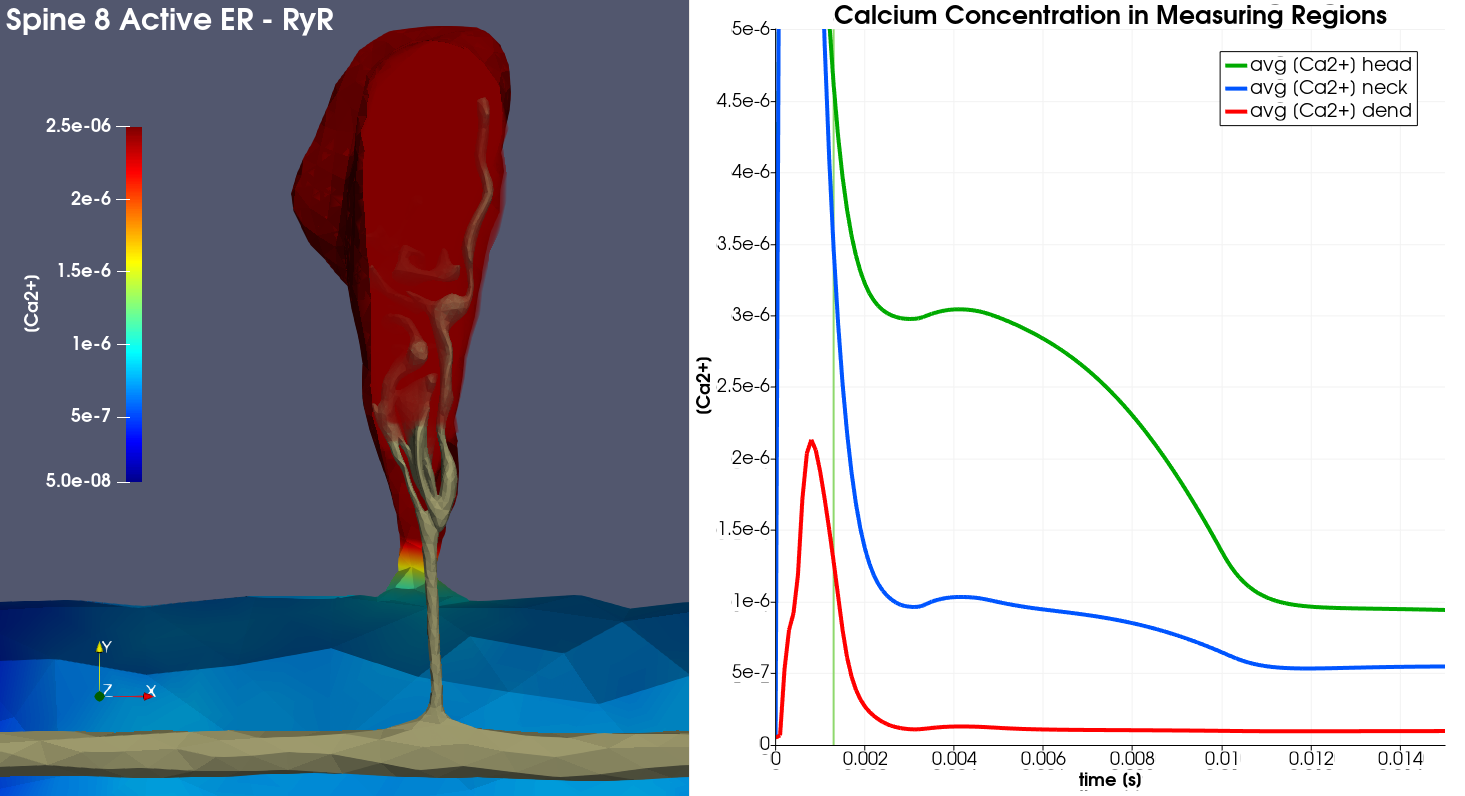 Spine 8 Active ER - RyR
2.5e-06
2e-6
1.5e-6
1e-6
5e-7
5.0e-08
(Ca2+)
Y
Z
X
Calcium Concentration in Measuring Regions
avg (Ca2+) head
avg (Ca2+) neck
avg (Ca2+) dend
5e-6
4.5e-6
4e-6
3.5e-6
3e-6
2.5e-6
2e-6
1.5e-6
1e-6
5e-7
0
(Ca2+)
0 0.002 0.004 0.006 0.008 0.01 0.012 0.014
time (s)